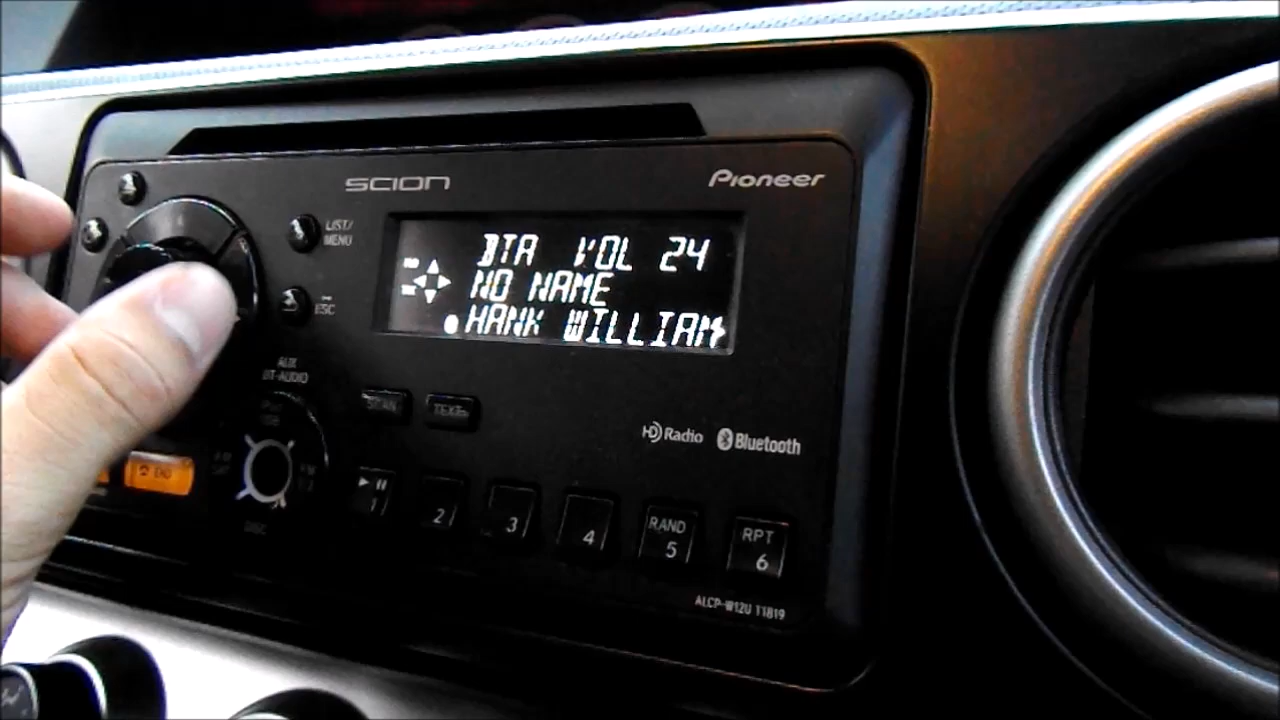 SCION
Pioneer
LIST/
MENU
BTA VOL 24
NO NAME
HANK WILLIAM
ESC
AUX
BT-AUDIO
SCAN
TEXT
HD Radio
Bluetooth
END
1
2
3
4
RAND
5
RPT
6
DISC
ALCP-W12U T1819